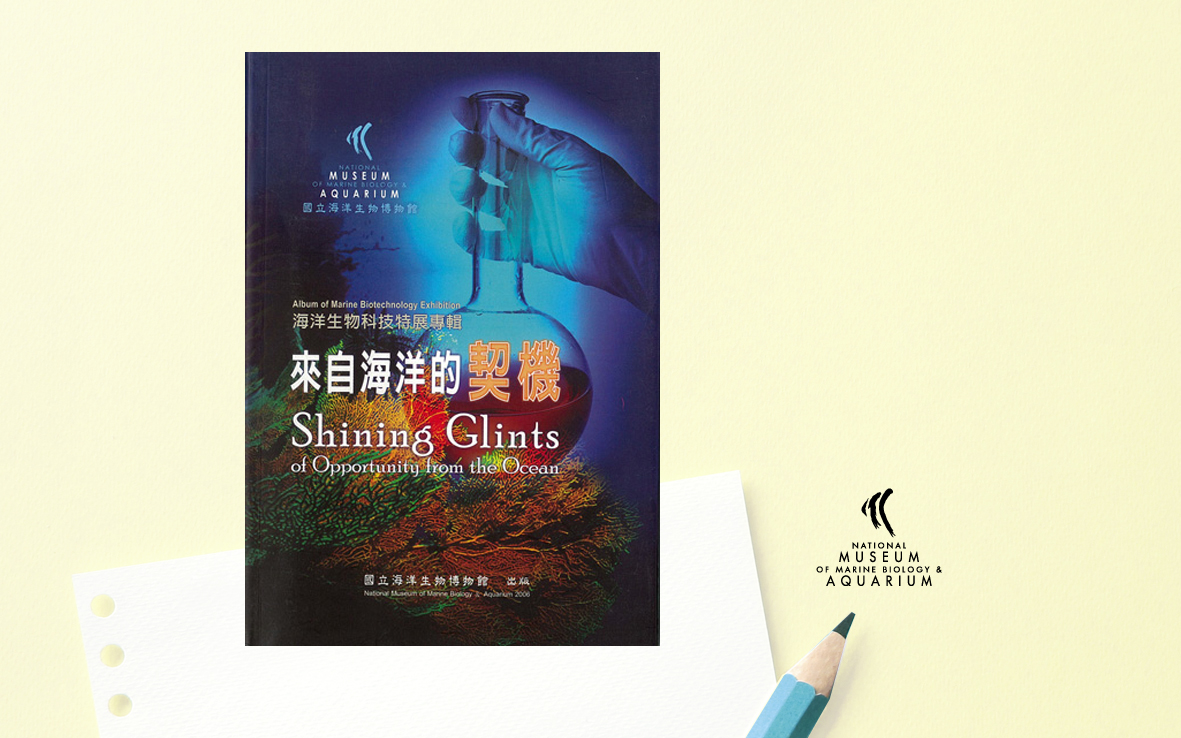 NATIONAL
MUSEUM
OF MARINE BIOLOGY &
AQUARIUM
國立海洋生物博物館
Album of Marine Biotechnology Exhibition
海洋生物科技特展專輯
來自海洋的契機
Shining Glints
of Opportunity from the Ocean
國立海洋生物博物館 出版
National Museum of Marine Biology & Aquarium 2006
NATIONAL
MUSEUM
OF MARINE BIOLOGY &
AQUARIUM